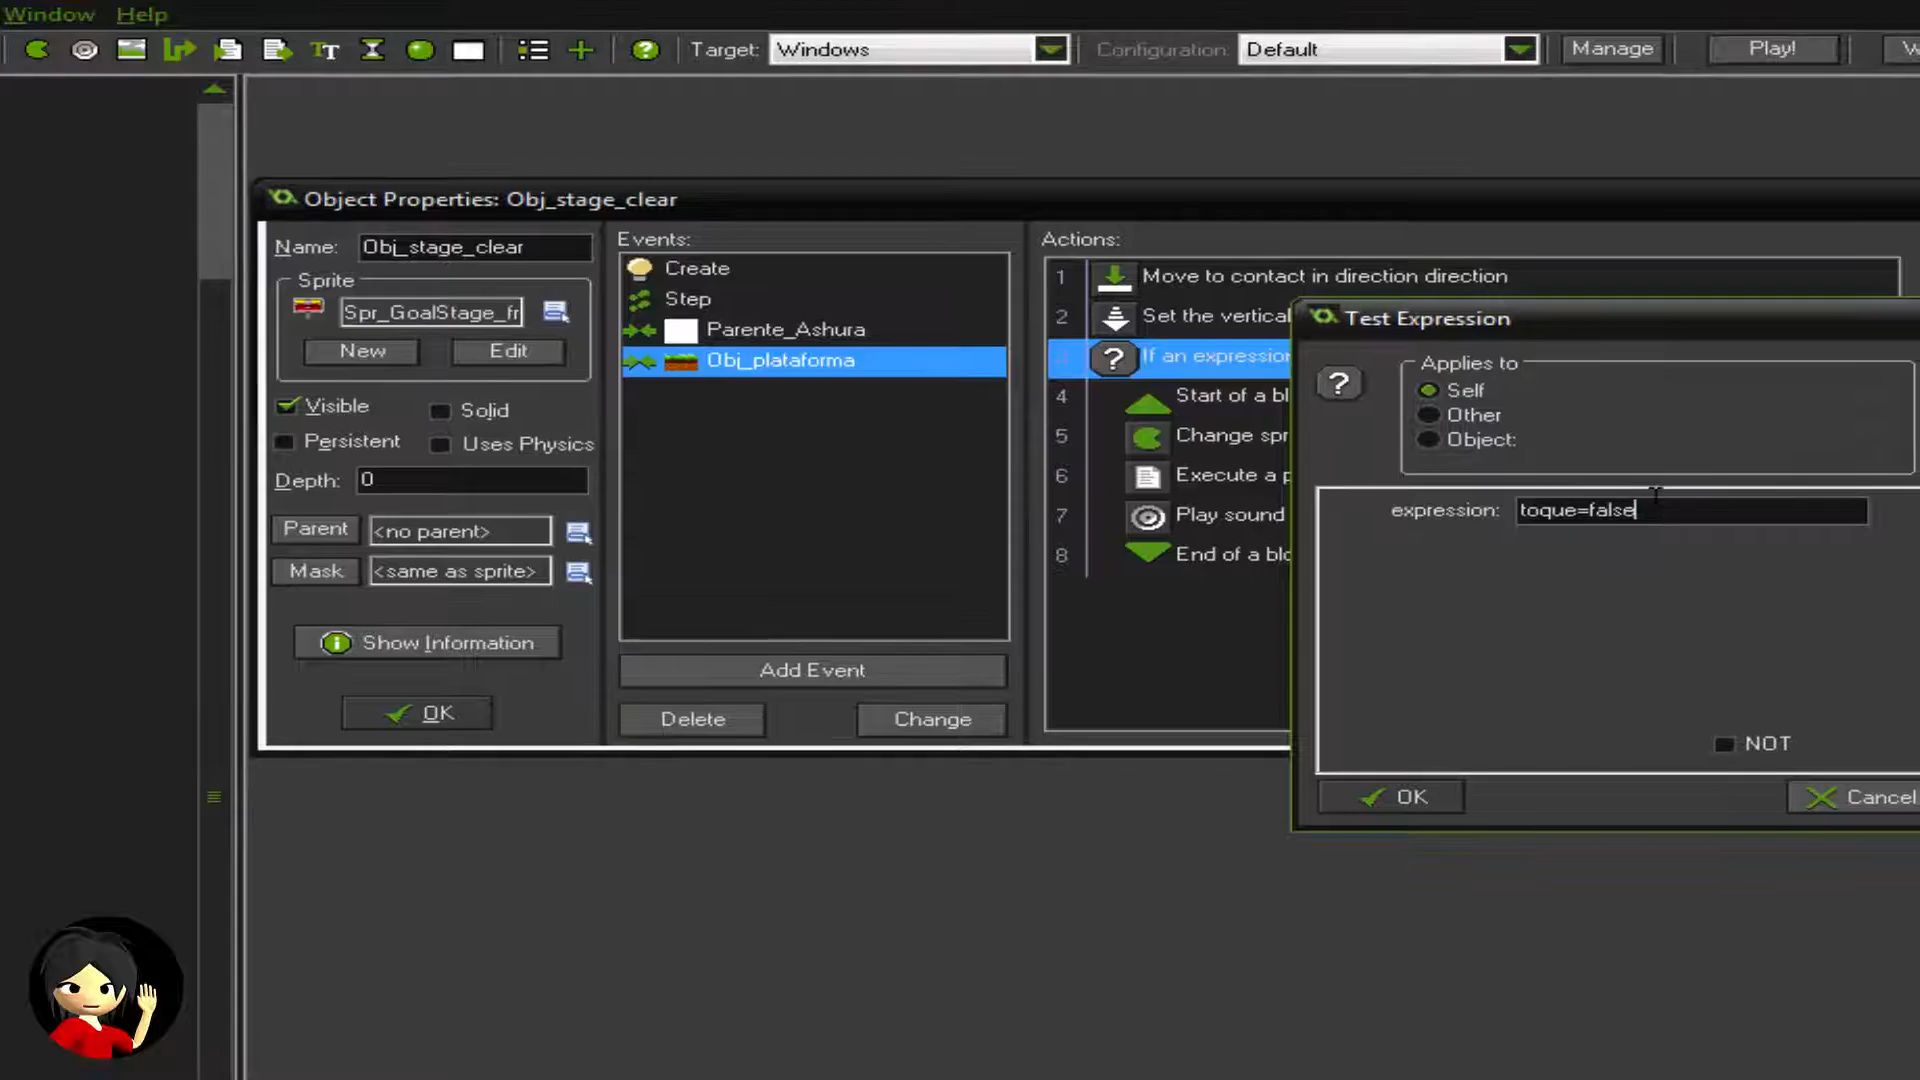 Window Help
TT Target: Windows Configuration: Default Manage Play!
Object Properties: Obj_stage_clear
Name: Obj_stage_clear
Sprite
Spr_GoalStage_fr
New Edit
Visible Solid
Persistent Uses Physics
Depth: 0
Parent <no parent>
Mask <same as sprite>
Show Information
OK
Events:
Create
Step
Parente_Ashura
Obj_plataforma
Add Event
Delete Change
Actions:
1 Move to contact in direction direction
2 Set the vertical
3 If an expression
4 Start of a bl
5 Change spr
6 Execute a p
7 Play sound
8 End of a blo
Test Expression
Applies to
Self
Other
Object:
expression: toque=false
NOT
OK Cancel